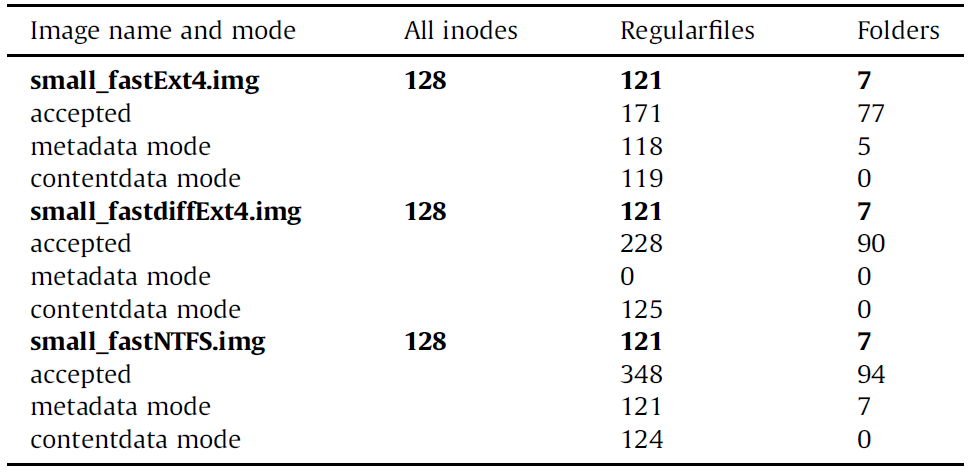 Image name and mode All inodes Regularfiles Folders
small_fastExt4.img 128 121 7
accepted 171 77
metadata mode 118 5
contentdata mode 119 0
small_fastdiffExt4.img 128 121 7
accepted 228 90
metadata mode 0 0
contentdata mode 125 0
small_fastNTFS.img 128 121 7
accepted 348 94
metadata mode 121 7
contentdata mode 124 0